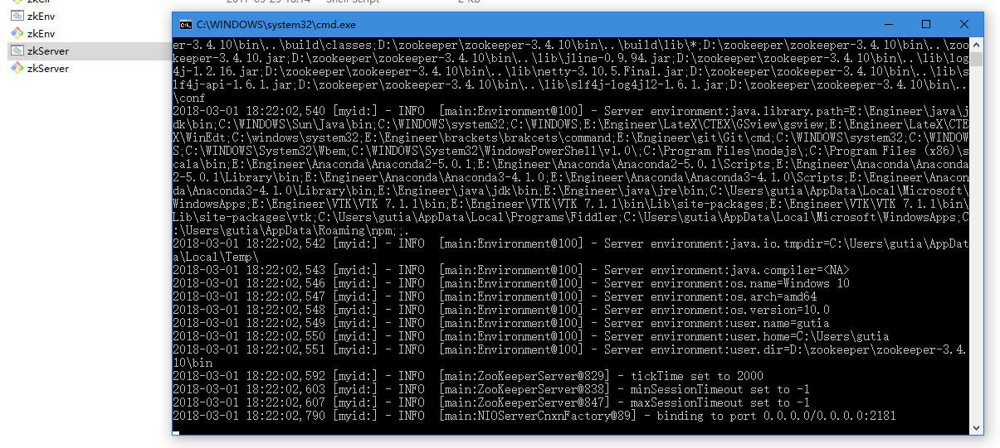 zkEnv
zkEnv
zkServer
zkServer
C:\WINDOWS\system32\cmd.exe
er-3.4.10\bin\..\build\classes;D:\zookeeper\zookeeper-3.4.10\bin\..\build\lib\*;D:\zookeeper\zookeeper-3.4.10\bin\..\zoo
keeper-3.4.10.jar;D:\zookeeper\zookeeper-3.4.10\bin\..\lib\jline-0.9.94.jar;D:\zookeeper\zookeeper-3.4.10\bin\..\lib\log
4j-1.2.16.jar;D:\zookeeper\zookeeper-3.4.10\bin\..\lib\netty-3.10.5.Final.jar;D:\zookeeper\zookeeper-3.4.10\bin\..\lib\s
lf4j-api-1.6.1.jar;D:\zookeeper\zookeeper-3.4.10\bin\..\lib\slf4j-log4j12-1.6.1.jar;D:\zookeeper\zookeeper-3.4.10\bin\..
\conf
2018-03-01 18:22:02,540 [myid:] - INFO  [main:Environment@100] - Server environment:java.library.path=E:\Engineer\java\j
dk\bin;C:\WINDOWS\Sun\Java\bin;C:\WINDOWS\system32;C:\WINDOWS;E:\Engineer\LateX\CTEX\GSview\gsview;E:\Engineer\LateX\CTE
X\WinEdt;C:\windows\system32;E:\Engineer\brackets\brakcets\command;E:\Engineer\git\Git\cmd;C:\WINDOWS\system32;C:\WINDOW
S;C:\WINDOWS\System32\Wbem;C:\WINDOWS\System32\WindowsPowerShell\v1.0\;C:\Program Files\nodejs\;C:\Program Files (x86)\s
cala\bin;E:\Engineer\Anaconda\Anaconda2-5.0.1;E:\Engineer\Anaconda\Anaconda2-5.0.1\Scripts;E:\Engineer\Anaconda\Anaconda
2-5.0.1\Library\bin;E:\Engineer\Anaconda\Anaconda3-4.1.0;E:\Engineer\Anaconda\Anaconda3-4.1.0\Scripts;E:\Engineer\Anacon
da\Anaconda3-4.1.0\Library\bin;E:\Engineer\java\jdk\bin;E:\Engineer\java\jre\bin;C:\Users\gutia\AppData\Local\Microsoft\
WindowsApps;E:\Engineer\VTK\VTK 7.1.1\bin;E:\Engineer\VTK\VTK 7.1.1\bin\Lib\site-packages;E:\Engineer\VTK\VTK 7.1.1\bin\
Lib\site-packages\vtk;C:\Users\gutia\AppData\Local\Programs\Fiddler;C:\Users\gutia\AppData\Local\Microsoft\WindowsApps;C
:\Users\gutia\AppData\Roaming\npm;;.
2018-03-01 18:22:02,542 [myid:] - INFO  [main:Environment@100] - Server environment:java.io.tmpdir=C:\Users\gutia\AppDat
a\Local\Temp\
2018-03-01 18:22:02,543 [myid:] - INFO  [main:Environment@100] - Server environment:java.compiler=<NA>
2018-03-01 18:22:02,546 [myid:] - INFO  [main:Environment@100] - Server environment:os.name=Windows 10
2018-03-01 18:22:02,547 [myid:] - INFO  [main:Environment@100] - Server environment:os.arch=amd64
2018-03-01 18:22:02,548 [myid:] - INFO  [main:Environment@100] - Server environment:os.version=10.0
2018-03-01 18:22:02,549 [myid:] - INFO  [main:Environment@100] - Server environment:user.name=gutia
2018-03-01 18:22:02,550 [myid:] - INFO  [main:Environment@100] - Server environment:user.home=C:\Users\gutia
2018-03-01 18:22:02,551 [myid:] - INFO  [main:Environment@100] - Server environment:user.dir=D:\zookeeper\zookeeper-3.4.
10\bin
2018-03-01 18:22:02,592 [myid:] - INFO  [main:ZooKeeperServer@829] - tickTime set to 2000
2018-03-01 18:22:02,603 [myid:] - INFO  [main:ZooKeeperServer@838] - minSessionTimeout set to -1
2018-03-01 18:22:02,607 [myid:] - INFO  [main:ZooKeeperServer@847] - maxSessionTimeout set to -1
2018-03-01 18:22:02,790 [myid:] - INFO  [main:NIOServerCnxnFactory@89] - binding to port 0.0.0.0/0.0.0.0:2181